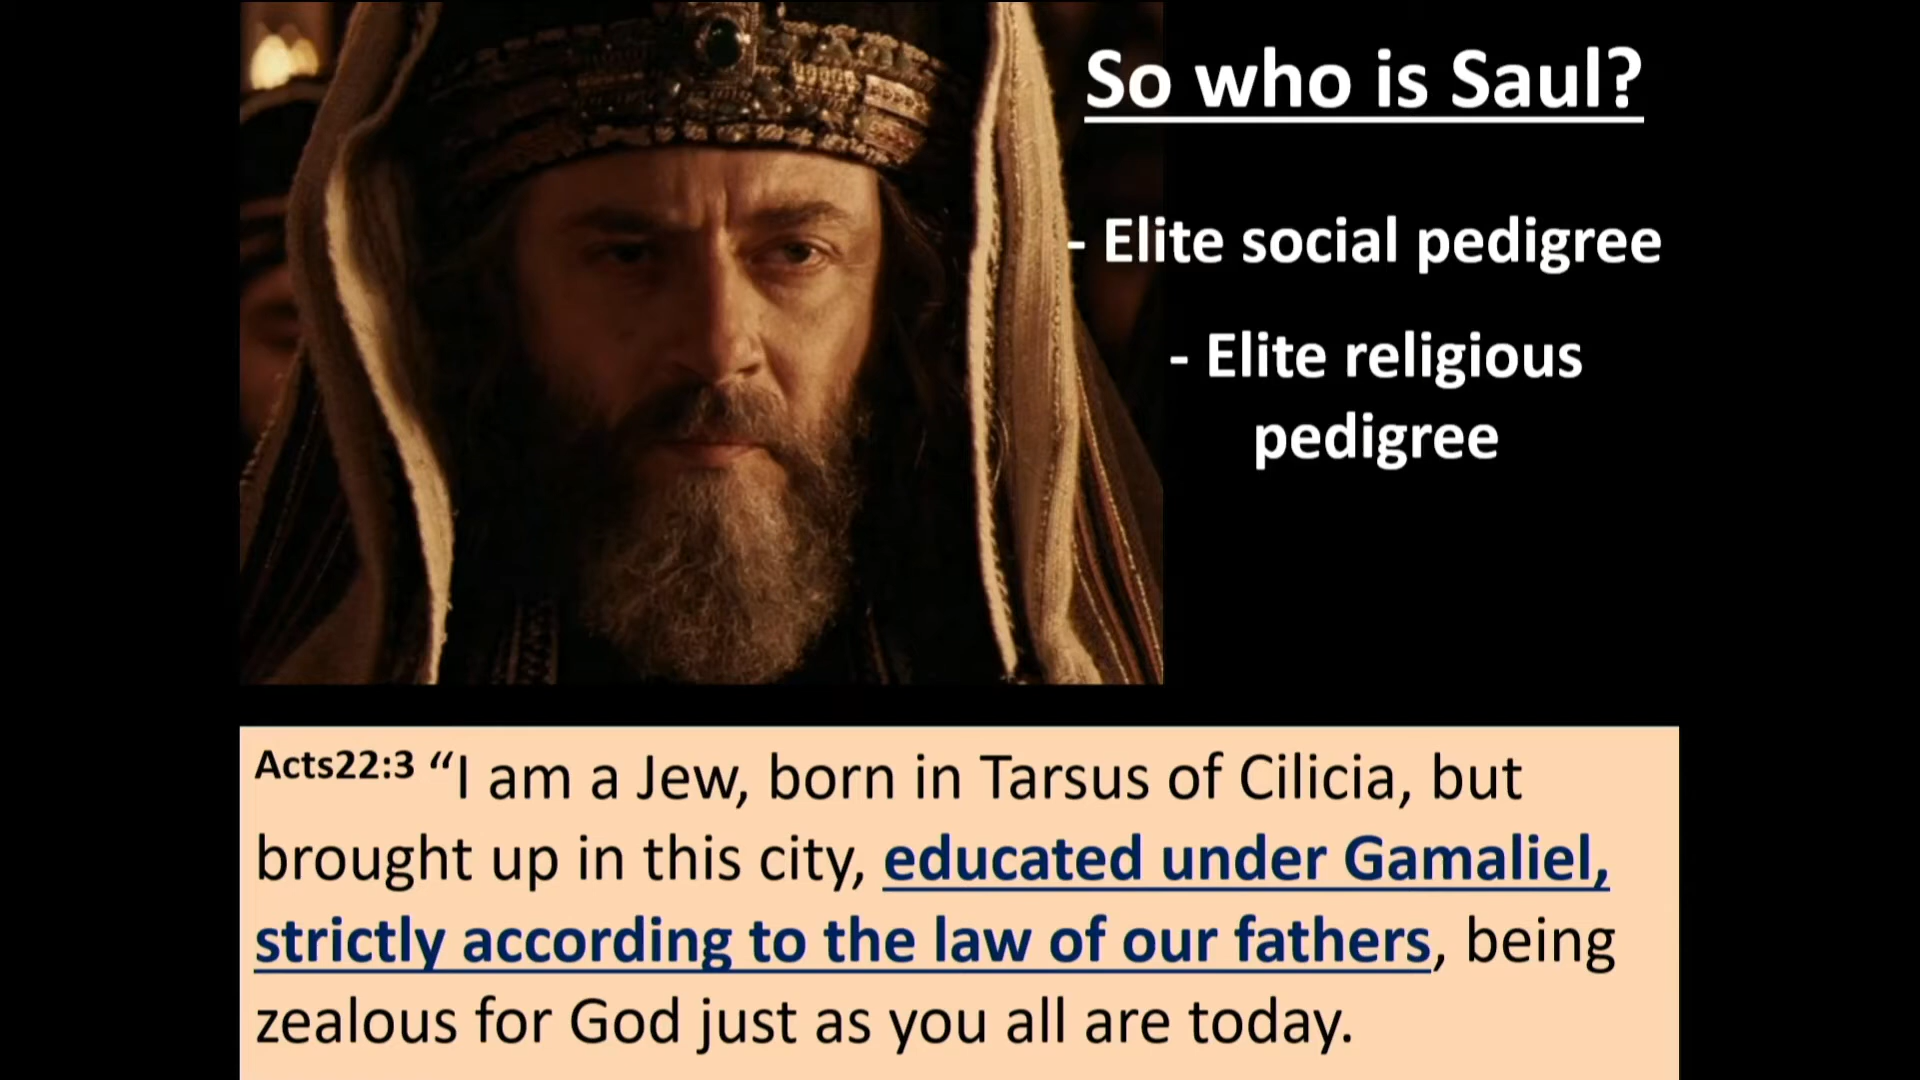 So who is Saul?
- Elite social pedigree
- Elite religious
pedigree
Acts22:3 “I am a Jew, born in Tarsus of Cilicia, but
brought up in this city, educated under Gamaliel,
strictly according to the law of our fathers, being
zealous for God just as you all are today.